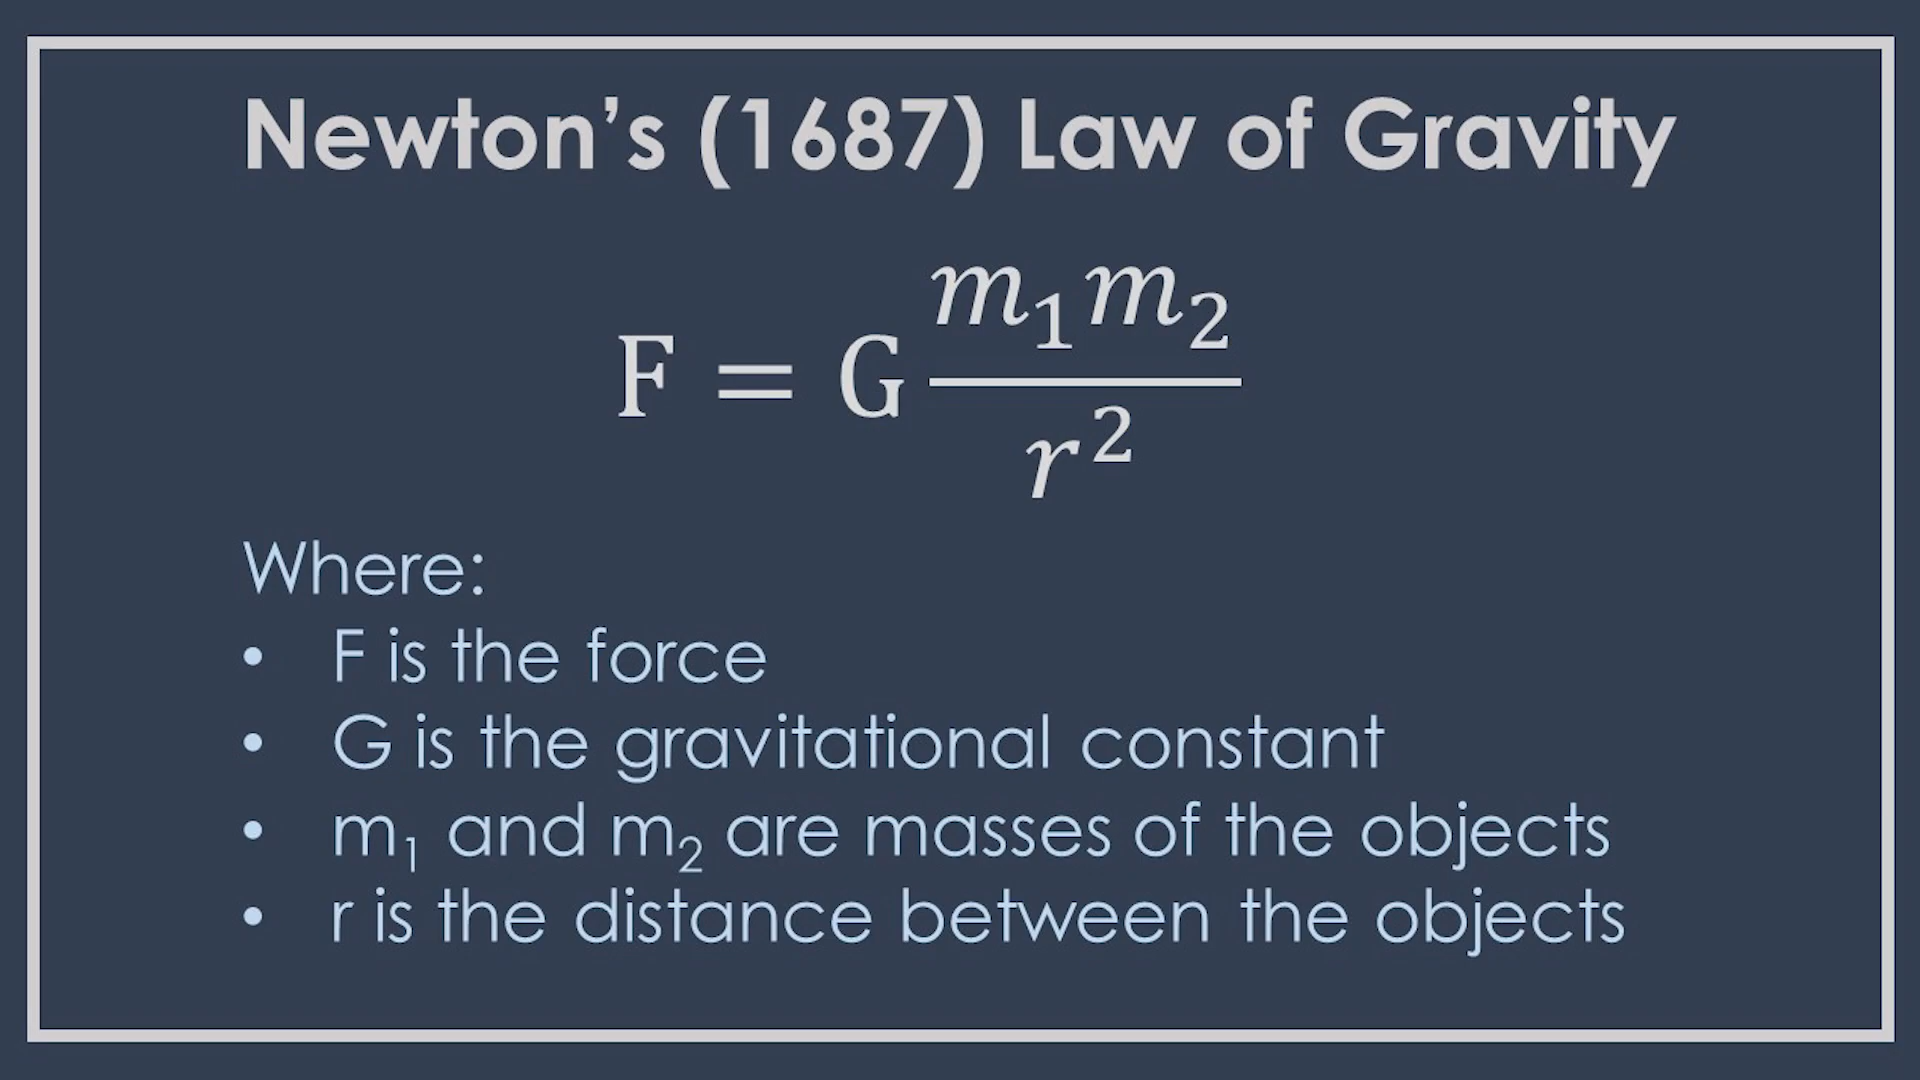 Newton's (1687) Law of Gravity
F = G m₁m₂ / r²
Where:
• F is the force
• G is the gravitational constant
• m₁ and m₂ are masses of the objects
• r is the distance between the objects